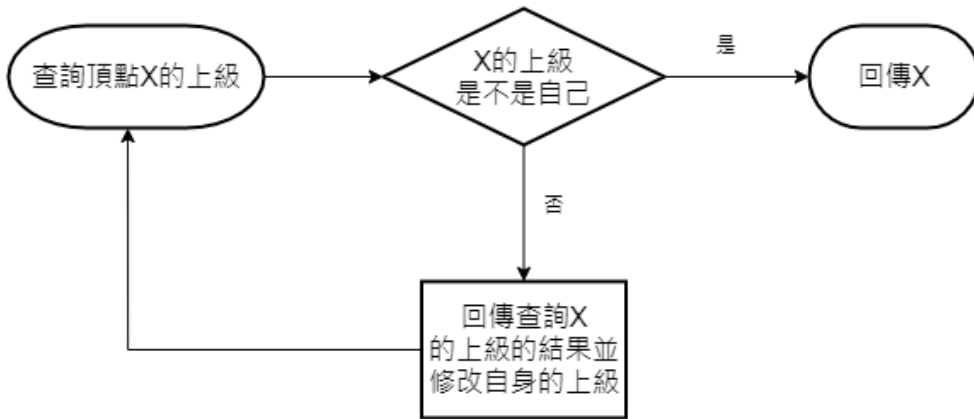 查詢頂點X的上級
X的上級
是不是自己
是
回傳X
否
回傳查詢X
的上級的結果並
修改自身的上級